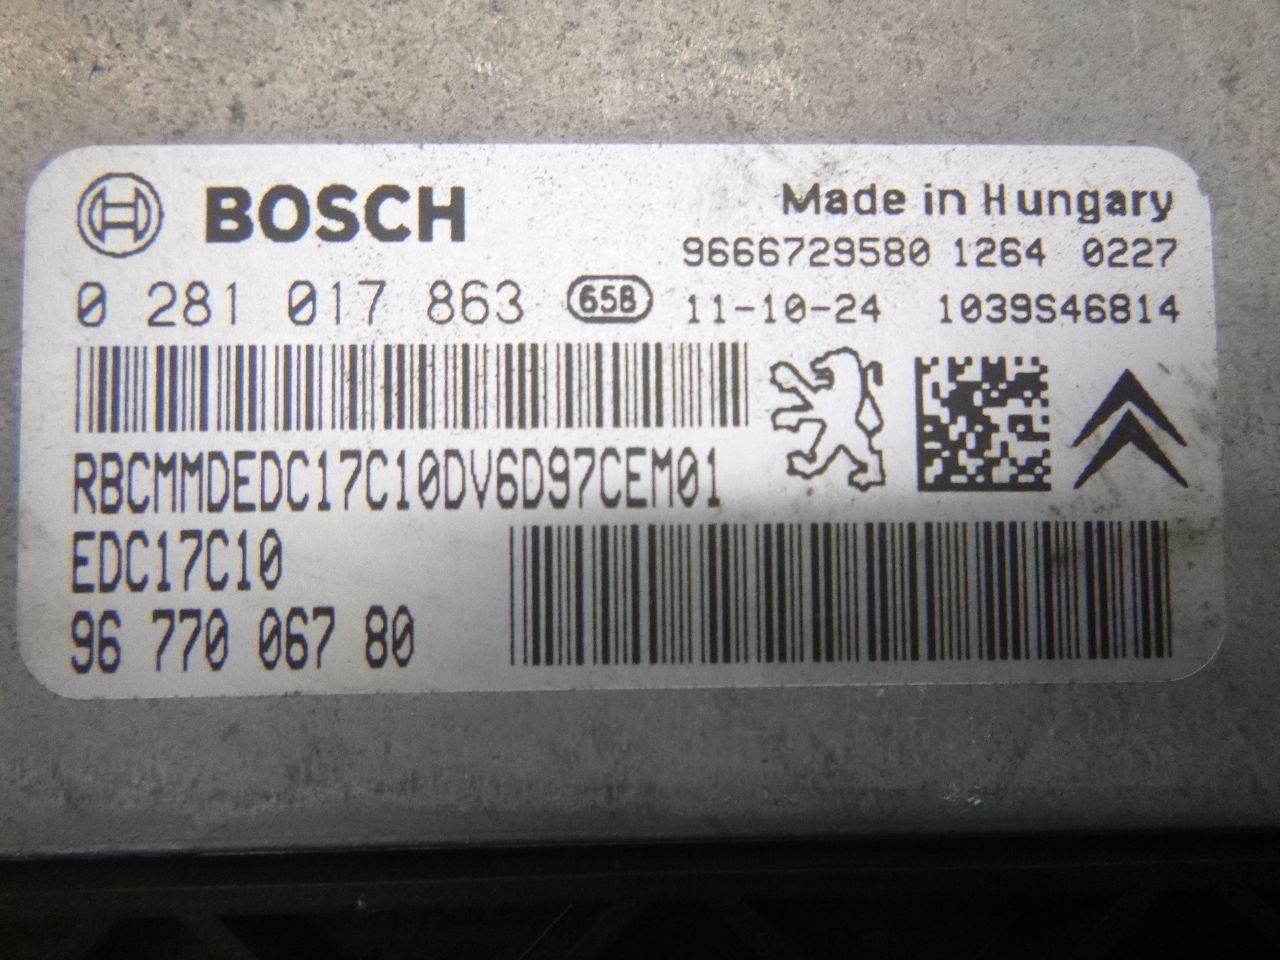 BOSCH
Made in Hungary
9666729580 1264 0227
0 281 017 863 65B 11-10-24 1039S46814
RBCMMDEDC17C10DV6D97CEM01
EDC17C10
96 770 067 80